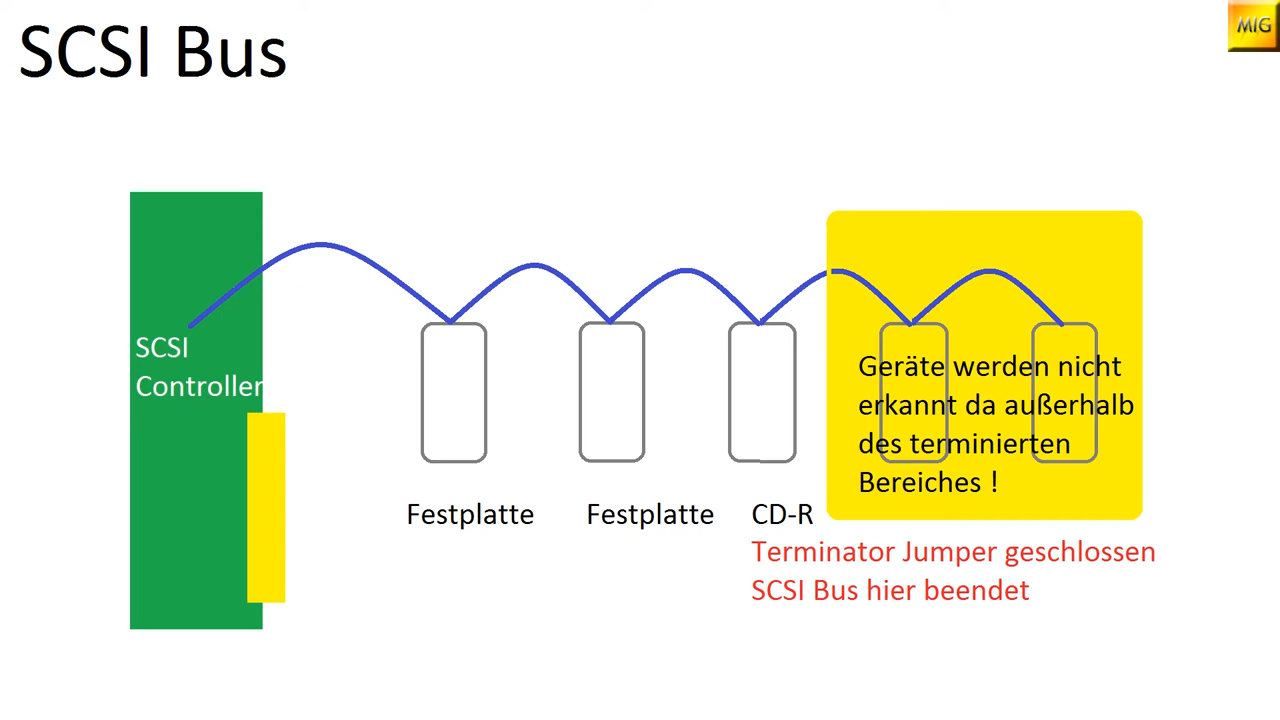 SCSI Bus
MIG
SCSI
Controller
Geräte werden nicht
erkannt da außerhalb
des terminierten
Bereiches !
Festplatte
Festplatte
CD-R
Terminator Jumper geschlossen
SCSI Bus hier beendet